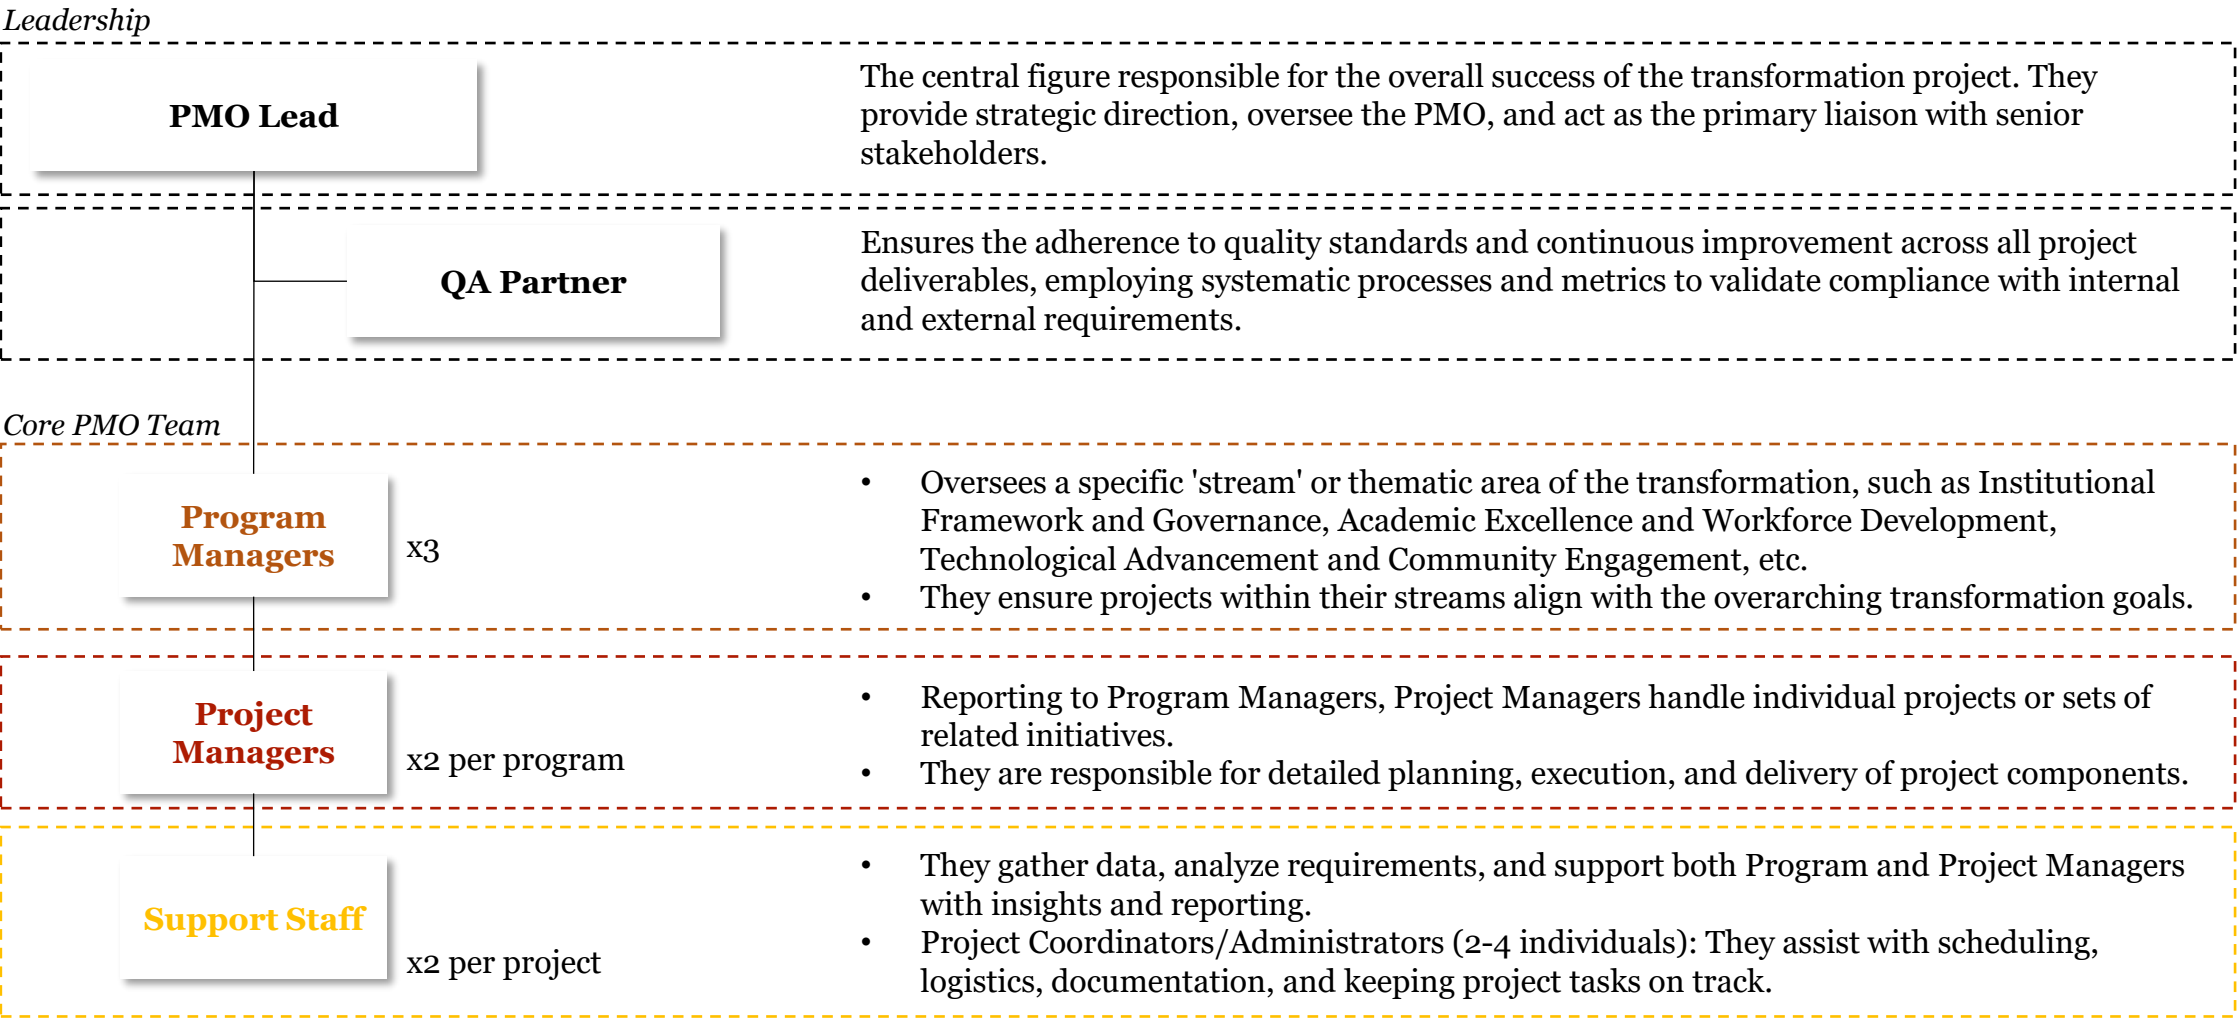 Leadership
PMO Lead
The central figure responsible for the overall success of the transformation project. They
provide strategic direction, oversee the PMO, and act as the primary liaison with senior
stakeholders.
QA Partner
Ensures the adherence to quality standards and continuous improvement across all project
deliverables, employing systematic processes and metrics to validate compliance with internal
and external requirements.
Core PMO Team
Program
Managers
x3
• Oversees a specific 'stream' or thematic area of the transformation, such as Institutional
Framework and Governance, Academic Excellence and Workforce Development,
Technological Advancement and Community Engagement, etc.
• They ensure projects within their streams align with the overarching transformation goals.
Project
Managers
x2 per program
• Reporting to Program Managers, Project Managers handle individual projects or sets of
related initiatives.
• They are responsible for detailed planning, execution, and delivery of project components.
Support Staff
x2 per project
• They gather data, analyze requirements, and support both Program and Project Managers
with insights and reporting.
• Project Coordinators/Administrators (2-4 individuals): They assist with scheduling,
logistics, documentation, and keeping project tasks on track.